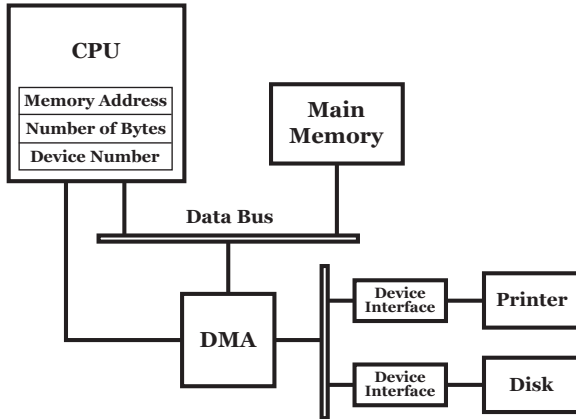 CPU
Memory Address
Number of Bytes
Device Number
Main
Memory
Data Bus
DMA
Device
Interface
Printer
Device
Interface
Disk